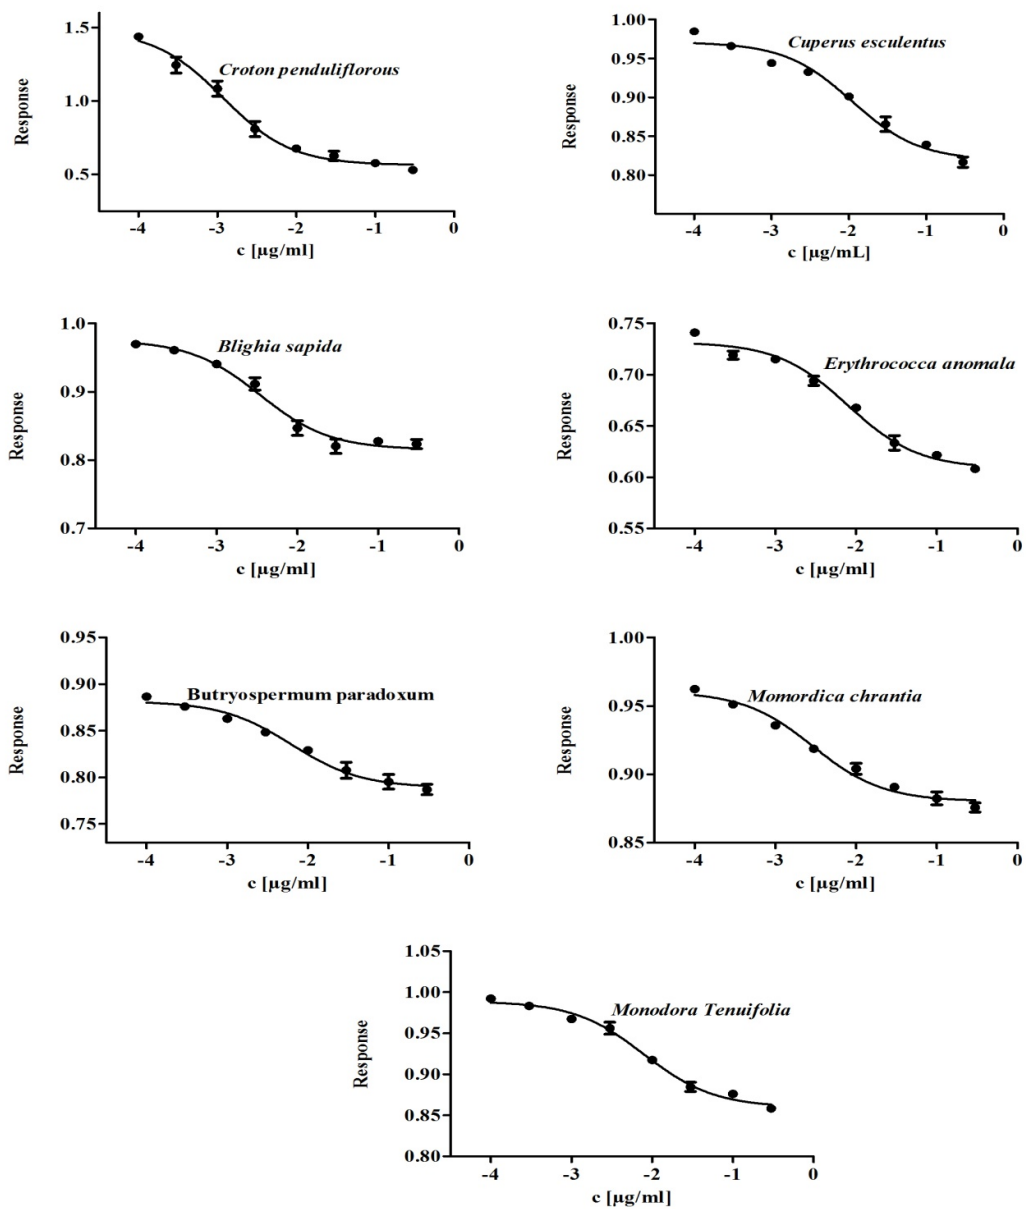 Croton penduliflorous
Response
1.5
1.0
0.5
-4 -3 -2 -1 0
c [µg/ml]
Cuperus esculentus
Response
1.00
0.95
0.90
0.85
0.80
-4 -3 -2 -1 0
c [µg/mL]
Blighia sapida
Response
1.0
0.9
0.8
0.7
-4 -3 -2 -1 0
c [µg/ml]
Erythrococca anomala
Response
0.75
0.70
0.65
0.60
0.55
-4 -3 -2 -1 0
c [µg/ml]
Butryospermum paradoxum
Response
0.95
0.90
0.85
0.80
0.75
-4 -3 -2 -1 0
c [µg/ml]
Momordica chrantia
Response
1.00
0.95
0.90
0.85
-4 -3 -2 -1 0
c [µg/ml]
Monodora Tenuifolia
Response
1.05
1.00
0.95
0.90
0.85
0.80
-4 -3 -2 -1 0
c [µg/ml]